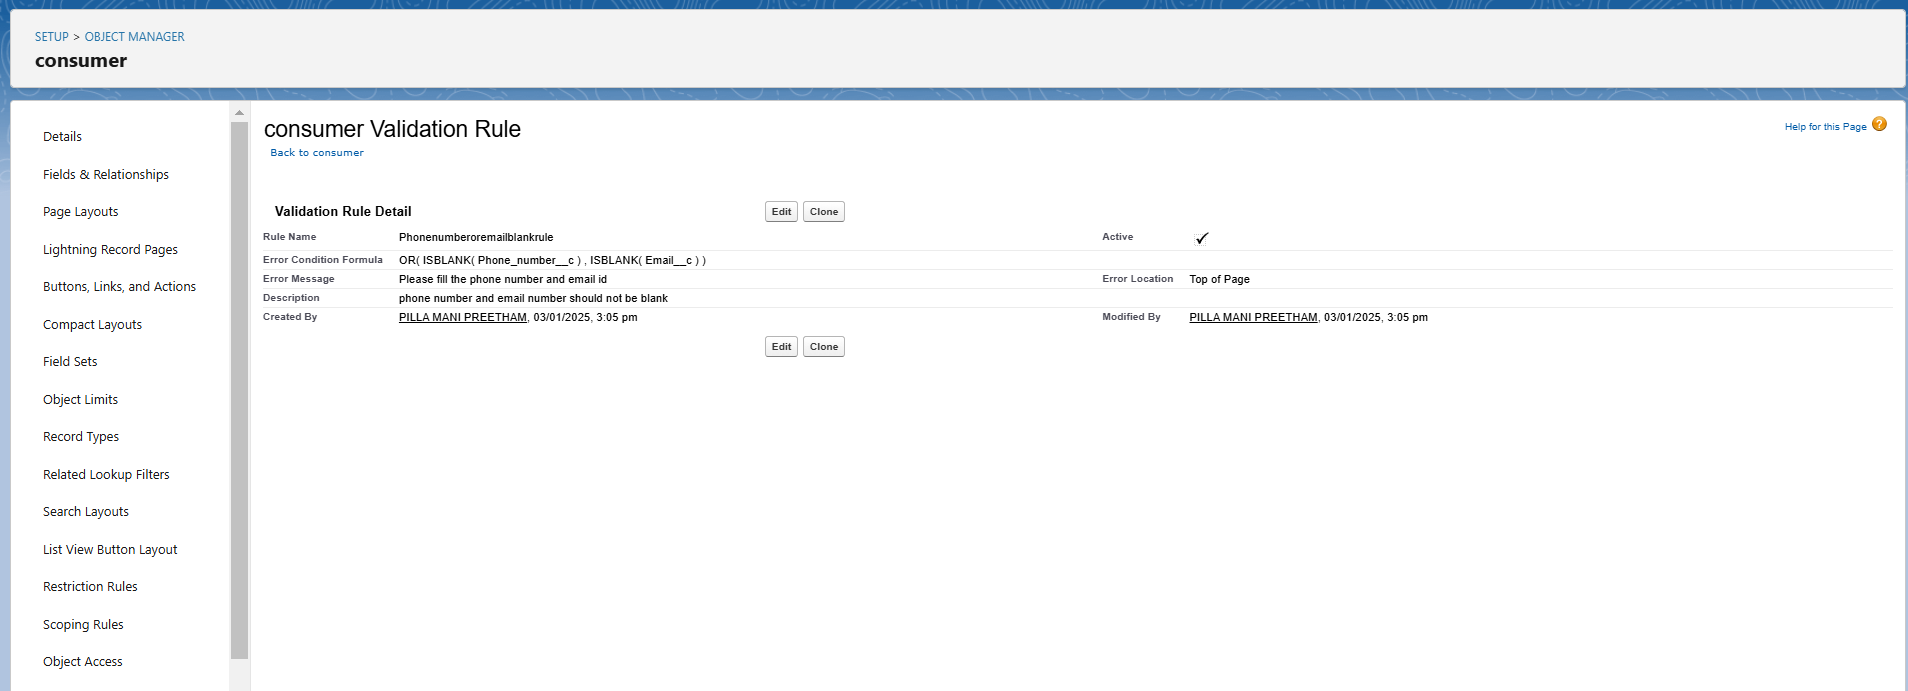 SETUP > OBJECT MANAGER
consumer
Details
Fields & Relationships
Page Layouts
Lightning Record Pages
Buttons, Links, and Actions
Compact Layouts
Field Sets
Object Limits
Record Types
Related Lookup Filters
Search Layouts
List View Button Layout
Restriction Rules
Scoping Rules
Object Access
consumer Validation Rule
Back to consumer
Help for this Page ?
Validation Rule Detail Edit Clone
Rule Name Phonenumberoremailblankrule Active ✓
Error Condition Formula OR( ISBLANK( Phone_number__c ) , ISBLANK( Email__c ) )
Error Message Please fill the phone number and email id Error Location Top of Page
Description phone number and email number should not be blank
Created By PILLA MANI PREETHAM, 03/01/2025, 3:05 pm Modified By PILLA MANI PREETHAM, 03/01/2025, 3:05 pm
Edit Clone